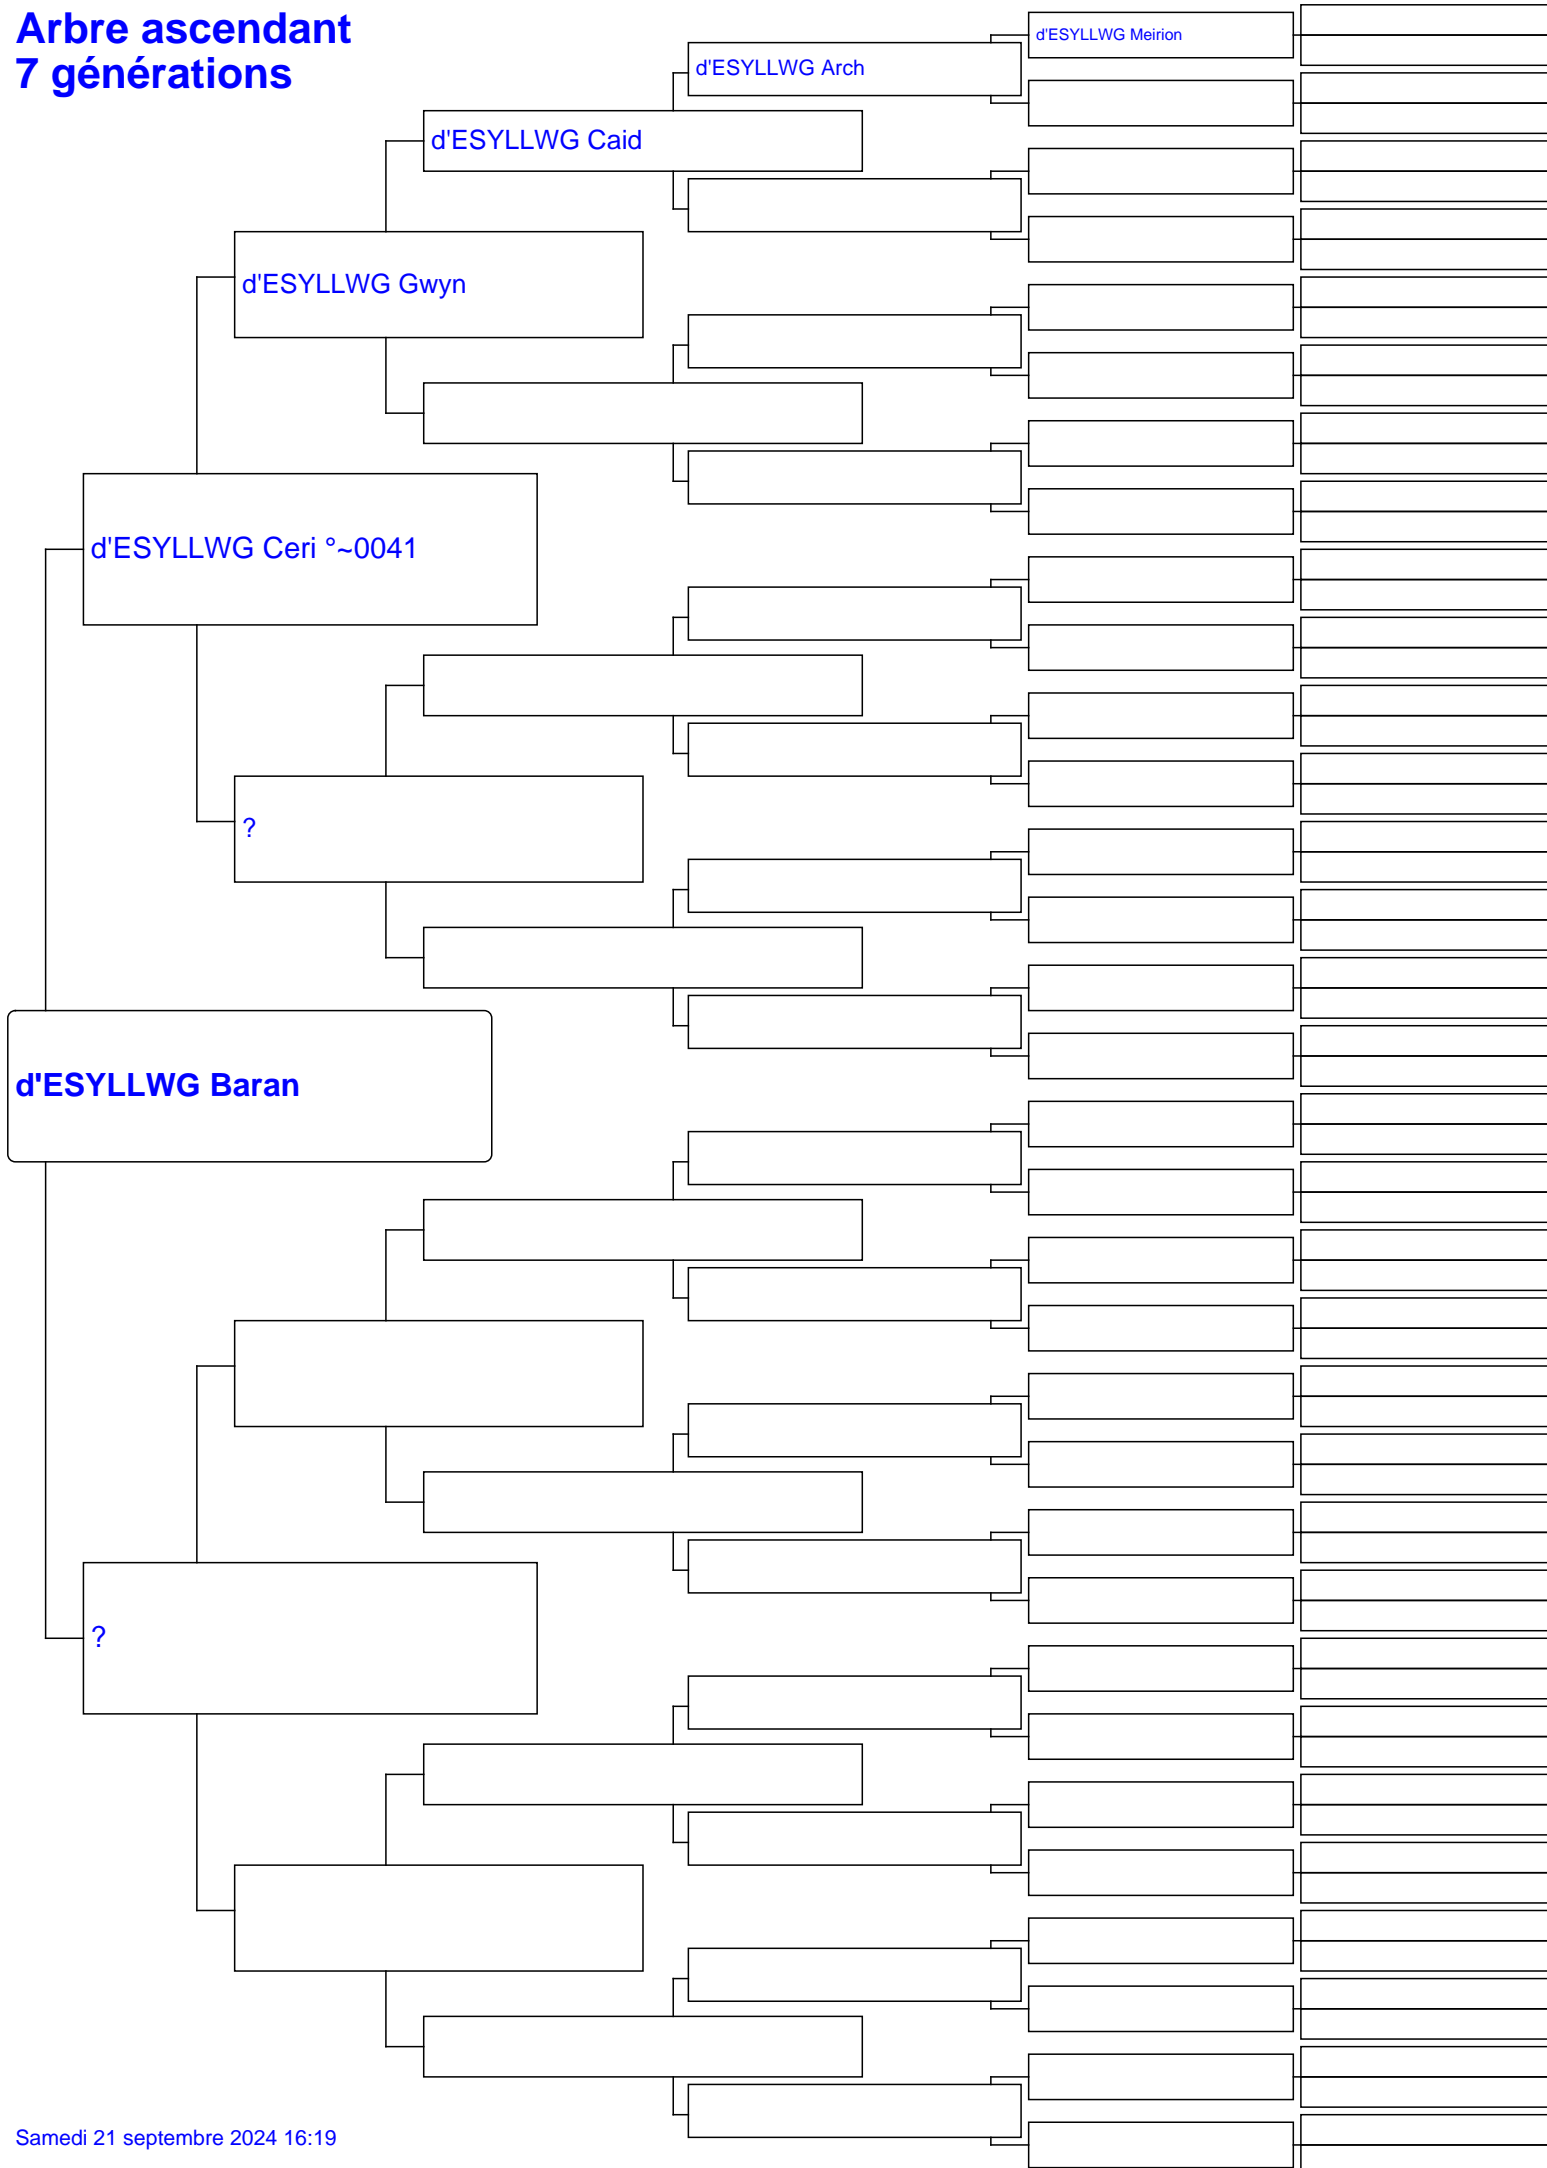 Arbre ascendant
7 générations
d'ESYLLWG Meirion
d'ESYLLWG Arch
d'ESYLLWG Caid
d'ESYLLWG Gwyn
d'ESYLLWG Ceri °~0041
?
d'ESYLLWG Baran
?
Samedi 21 septembre 2024 16:19